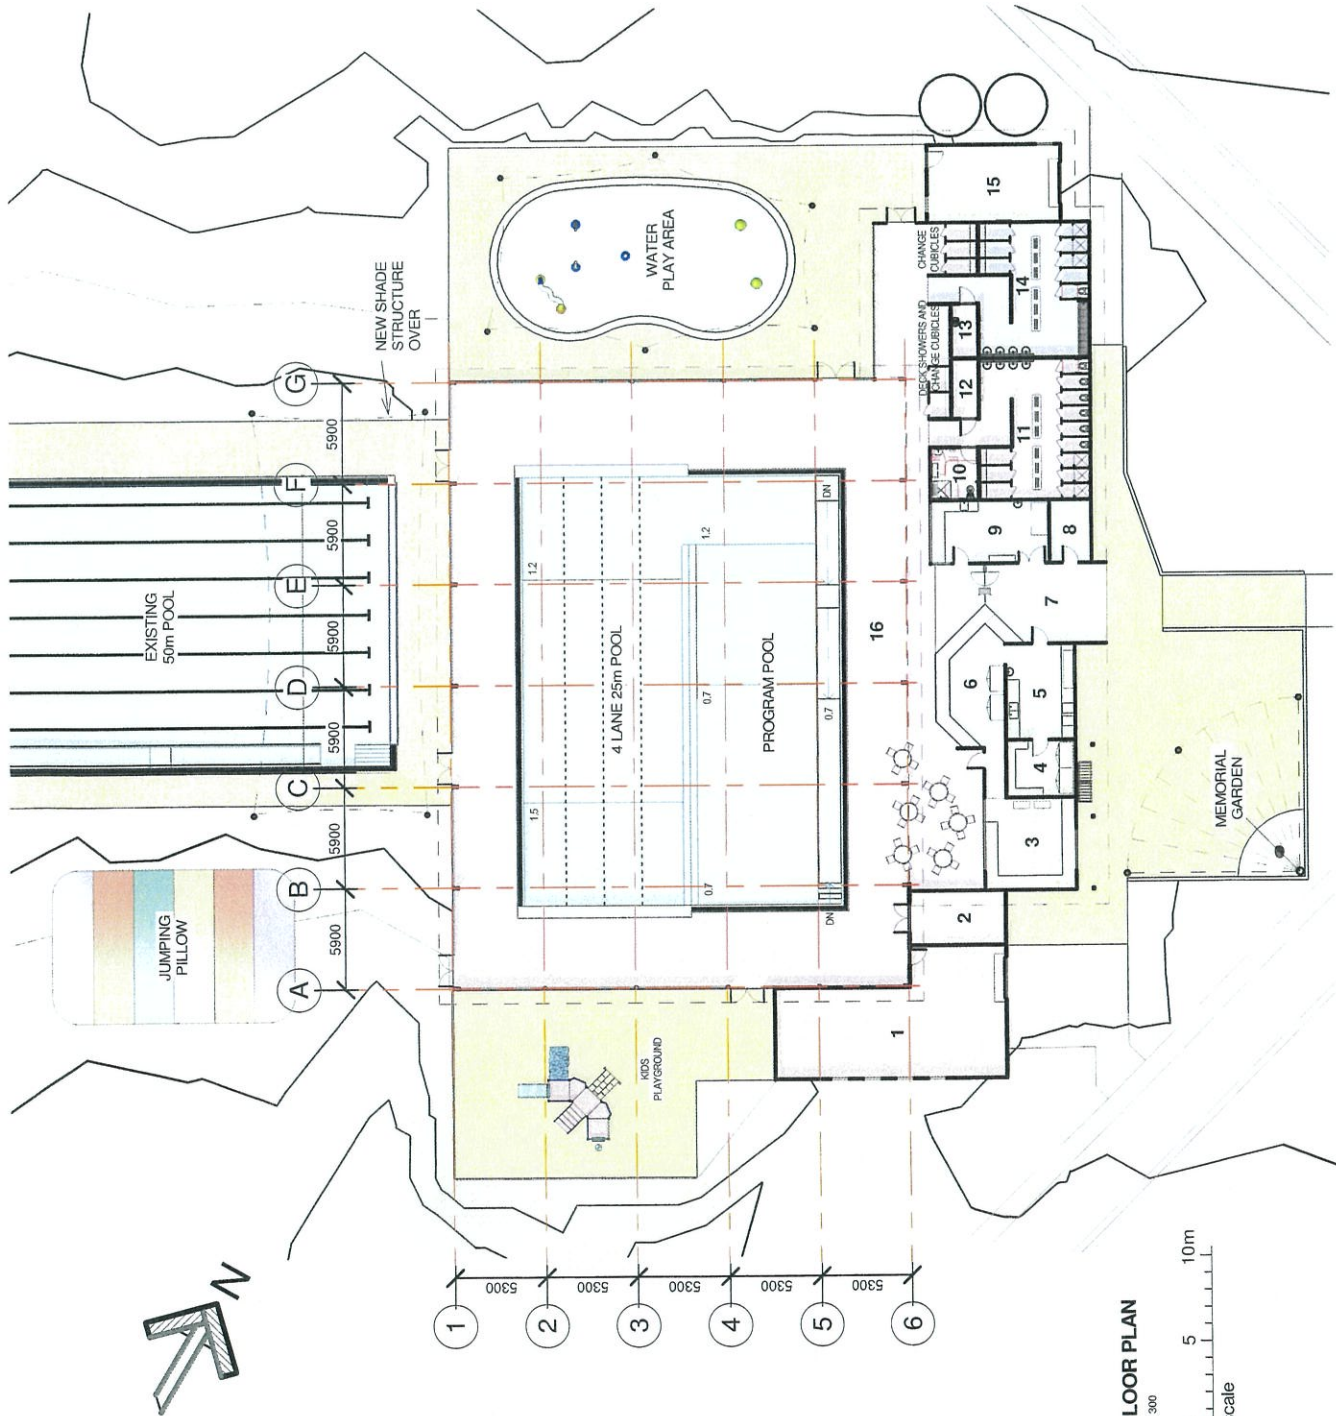 NEW SHADE
STRUCTURE
OVER
EXISTING
50m POOL
JUMPING
PILLOW
G
F
E
D
C
B
A
5900
5900
5900
5900
5900
5900
WATER
PLAY AREA
4 LANE 25m POOL
PROGRAM POOL
1.2
1.2
1.5
0.7
0.7
0.7
DN
DN
KIDS
PLAYGROUND
CHANGE
CUBICLES
DECK SHOWERS AND
CHANGE CUBICLES
15
14
13
12
11
10
9
8
7
16
6
5
4
3
2
1
MEMORIAL
GARDEN
N
1
2
3
4
5
6
5300
5300
5300
5300
5300
LOOR PLAN
300
5
10m
cale